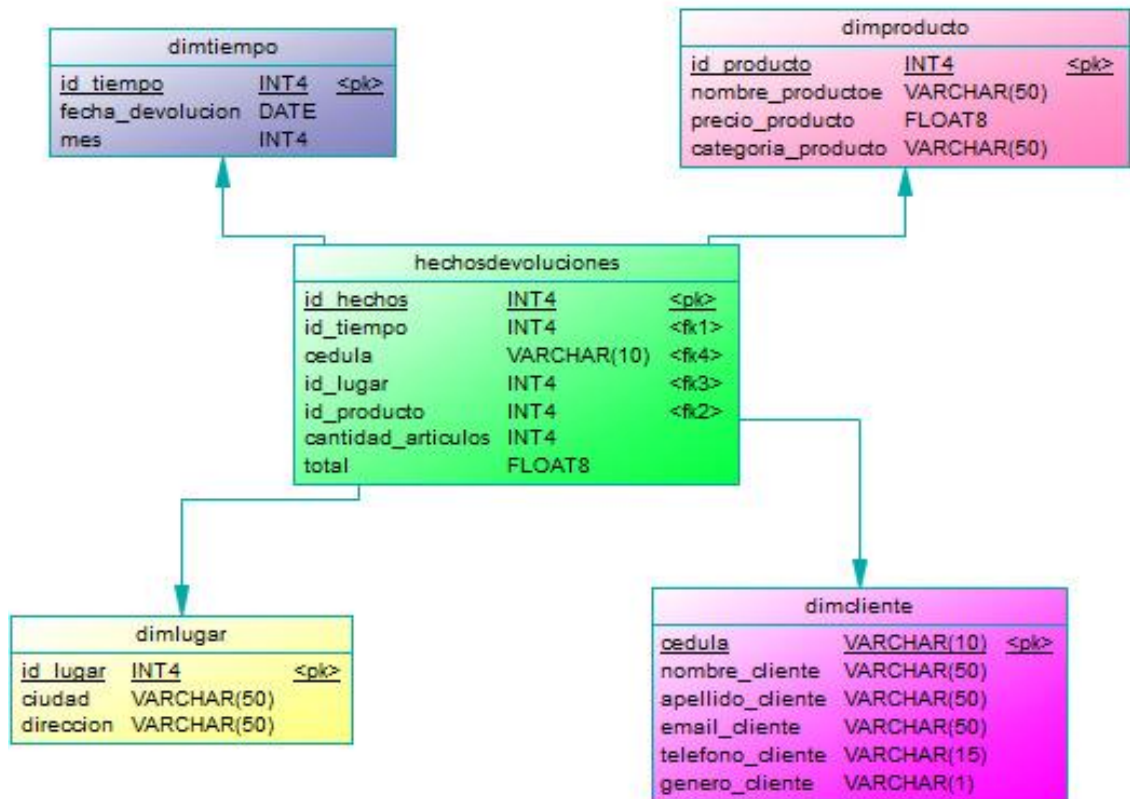 dimtiempo
id_tiempo INT4 <pk>
fecha_devolucion DATE
mes INT4
dimproducto
id_producto INT4 <pk>
nombre_productoe VARCHAR(50)
precio_producto FLOAT8
categoria_producto VARCHAR(50)
hechosdevoluciones
id_hechos INT4 <pk>
id_tiempo INT4 <fk1>
cedula VARCHAR(10) <fk4>
id_lugar INT4 <fk3>
id_producto INT4 <fk2>
cantidad_articulos INT4
total FLOAT8
dimlugar
id_lugar INT4 <pk>
ciudad VARCHAR(50)
direccion VARCHAR(50)
dimcliente
cedula VARCHAR(10) <pk>
nombre_cliente VARCHAR(50)
apellido_cliente VARCHAR(50)
email_cliente VARCHAR(50)
telefono_cliente VARCHAR(15)
genero_cliente VARCHAR(1)